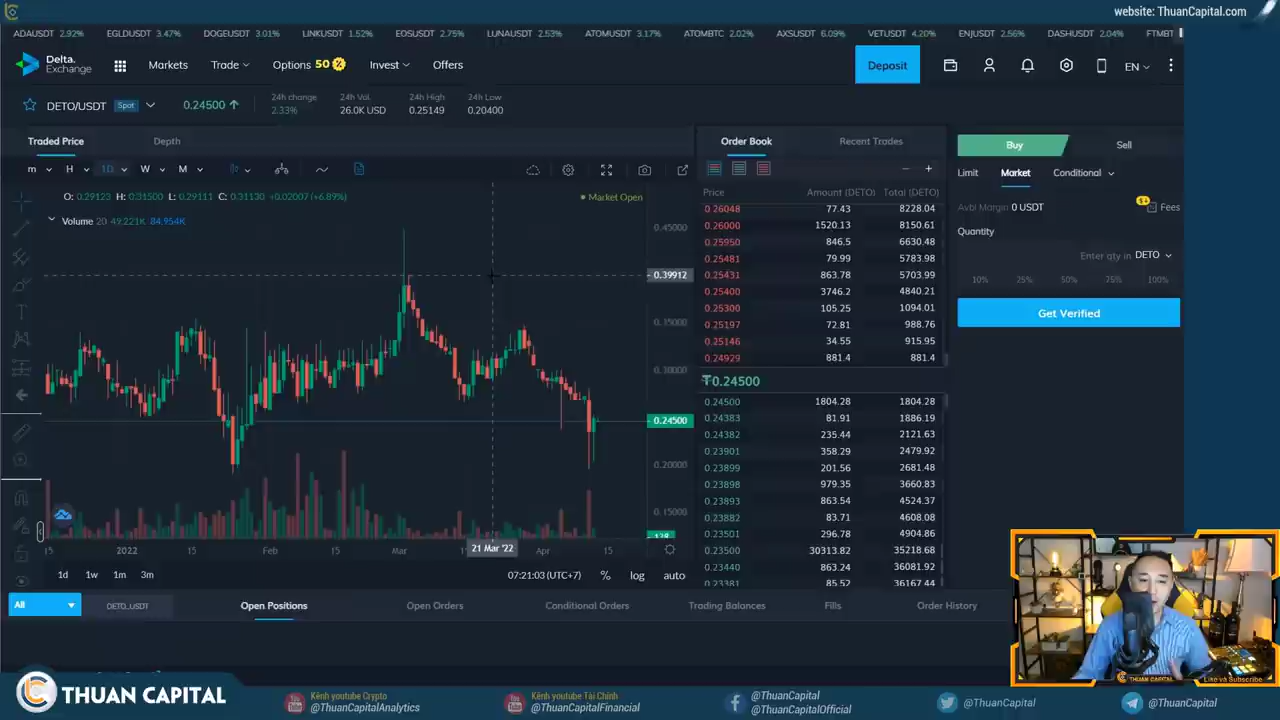 website: ThuanCapital.com
ADAUSDT 2.92% EGLDUSDT 3.47% DOGEUSDT 3.01% LINKUSDT 1.52% EOSUSDT 2.75% LUNAUSDT 2.53% ATOMUSDT 3.17% ATOMBTC 2.02% AXSUSDT 6.09% VETUSDT 4.20% ENJUSDT 2.56% DASHUSDT 2.04% FTMBT
Delta. Exchange Markets Trade Options 50 Invest Offers Deposit EN
DETO/USDT Spot 0.24500
24h change 24h Vol. 24h High 24h Low
2.33% 26.0K USD 0.25149 0.20400
Traded Price Depth
m H 1D W M
O: 0.29123 H: 0.31500 L: 0.29111 C: 0.31130 +0.02007 (+6.89%)
Market Open
Volume 20 49.221K 84.954K
0.45000
0.39912
0.35000
0.30000
0.24500
0.20000
0.15000
138
15 2022 15 Feb 15 Mar 21 Mar '22 Apr 15
1d 1w 1m 3m 07:21:03 (UTC+7) % log auto
Order Book Recent Trades
Price Amount (DETO) Total (DETO)
0.26048 77.43 8228.04
0.26000 1520.13 8150.61
0.25950 846.5 6630.48
0.25481 79.99 5783.98
0.25431 863.78 5703.99
0.25400 3746.2 4840.21
0.25300 105.25 1094.01
0.25197 72.81 988.76
0.25146 34.55 915.95
0.24929 881.4 881.4
₮0.24500
0.24500 1804.28 1804.28
0.24383 81.91 1886.19
0.24382 235.44 2121.63
0.23901 358.29 2479.92
0.23899 201.56 2681.48
0.23898 979.35 3660.83
0.23893 863.54 4524.37
0.23882 83.71 4608.08
0.23501 296.78 4904.86
0.23500 30313.82 35218.68
0.23440 863.24 36081.92
0.23381 85.52 36167.44
Buy Sell
Limit Market Conditional
Avbl Margin 0 USDT Fees
Quantity
Enter qty in DETO
10% 25% 50% 75% 100%
Get Verified
All DETO_USDT Open Positions Open Orders Conditional Orders Trading Balances Fills Order History
THUAN CAPITAL
Like và Subscribe
THUAN CAPITAL
Kênh youtube Crypto
@ThuanCapitalAnalytics
Kênh youtube Tài Chính
@ThuanCapitalFinancial
@ThuanCapital
@ThuanCapitalOfficial
@ThuanCapital
@ThuanCapital